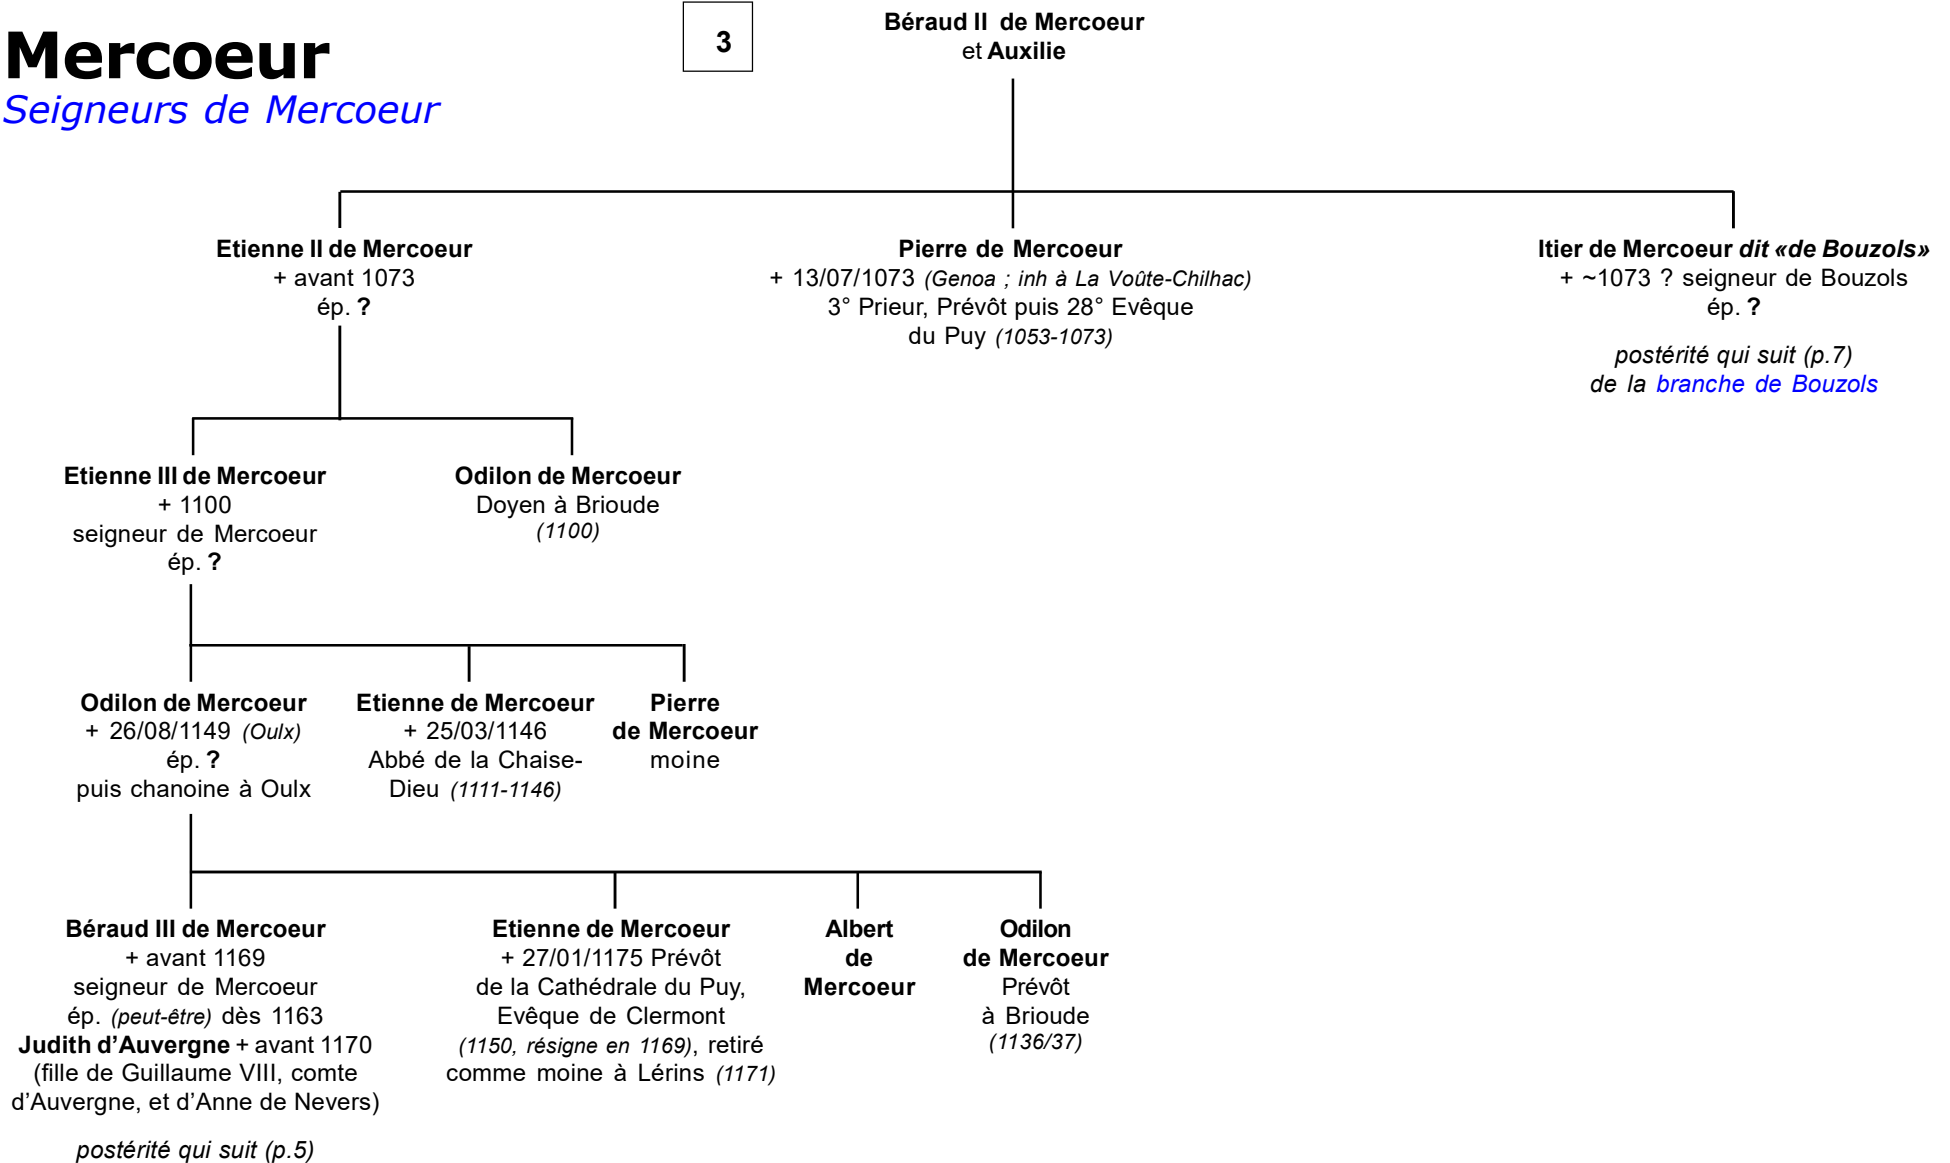 Mercoeur
Seigneurs de Mercoeur
3
Béraud II de Mercoeur
et Auxilie
Etienne II de Mercoeur
+ avant 1073
ép. ?
Pierre de Mercoeur
+ 13/07/1073 (Genoa ; inh à La Voûte-Chilhac)
3° Prieur, Prévôt puis 28° Evêque
du Puy (1053-1073)
Itier de Mercoeur dit «de Bouzols»
+ ~1073 ? seigneur de Bouzols
ép. ?
postérité qui suit (p.7)
de la branche de Bouzols
Etienne III de Mercoeur
+ 1100
seigneur de Mercoeur
ép. ?
Odilon de Mercoeur
Doyen à Brioude
(1100)
Odilon de Mercoeur
+ 26/08/1149 (Oulx)
ép. ?
puis chanoine à Oulx
Etienne de Mercoeur
+ 25/03/1146
Abbé de la Chaise-
Dieu (1111-1146)
Pierre
de Mercoeur
moine
Béraud III de Mercoeur
+ avant 1169
seigneur de Mercoeur
ép. (peut-être) dès 1163
Judith d’Auvergne + avant 1170
(fille de Guillaume VIII, comte
d’Auvergne, et d’Anne de Nevers)
postérité qui suit (p.5)
Etienne de Mercoeur
+ 27/01/1175 Prévôt
de la Cathédrale du Puy,
Evêque de Clermont
(1150, résigne en 1169), retiré
comme moine à Lérins (1171)
Albert
de
Mercoeur
Odilon
de Mercoeur
Prévôt
à Brioude
(1136/37)